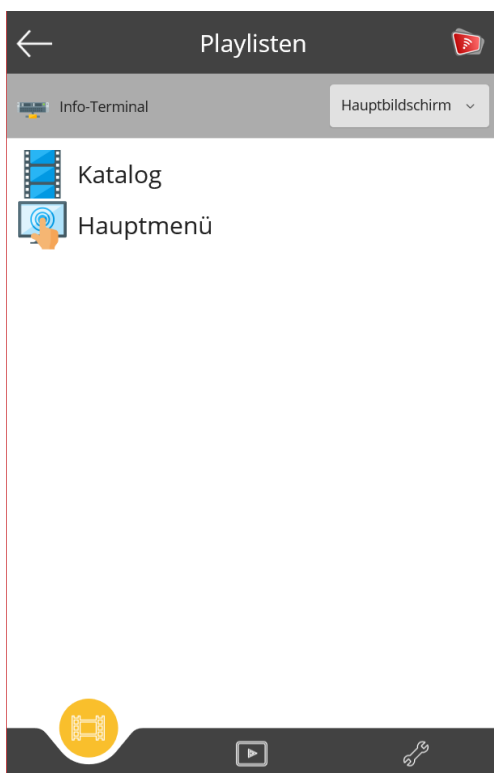 Playlisten
Info-Terminal
Hauptbildschirm
Katalog
Hauptmenü